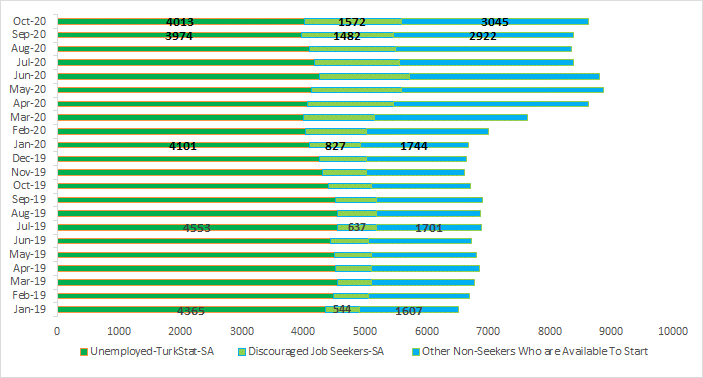 Oct-20 4013 1572 3045
Sep-20 3974 1482 2922
Aug-20
Jul-20
Jun-20
May-20
Apr-20
Mar-20
Feb-20
Jan-20 4101 827 1744
Dec-19
Nov-19
Oct-19
Sep-19
Aug-19
Jul-19 4553 637 1701
Jun-19
May-19
Apr-19
Mar-19
Feb-19
Jan-19 4365 544 1607
0 1000 2000 3000 4000 5000 6000 7000 8000 9000 10000
Unemployed-TurkStat-SA Discouraged Job Seekers-SA Other Non-Seekers Who are Available To Start